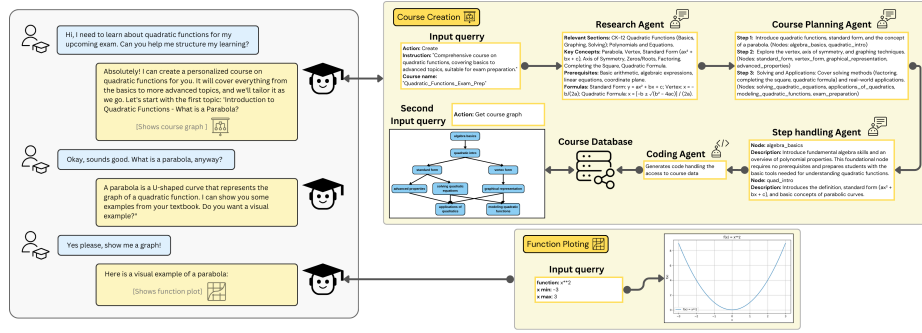 Hi, I need to learn about quadratic functions for my
upcoming exam. Can you help me structure my learning?
Absolutely! I can create a personalized course on
quadratic functions for you. It will cover everything
from the basics to more advanced topics, and we'll tailor it as
we go. Let's start with the first topic: 'Introduction
to Quadratic Functions - What is a Parabola?
[Shows course graph ]
Okay, sounds good. What is a parabola, anyway?
A parabola is a U-shaped curve that represents the
graph of a quadratic function. I can show you some
examples from your textbook. Do you want a visual
example?"
Yes please, show me a graph!
Here is a visual example of a parabola:
[Shows function plot]
Course Creation
Input querry
Action: Create
Instruction: "Comprehensive course on
quadratic functions, covering basics to
advanced topics, suitable for exam preparation."
Course name:
"Quadratic_Functions_Exam_Prep"
Research Agent
Relevant Sections: CK-12 Quadratic Functions (Basics,
Graphing, Solving); Polynomials and Equations.
Key Concepts: Parabola, Vertex, Standard Form (ax² +
bx + c), Axis of Symmetry, Zeros/Roots, Factoring,
Completing the Square, Quadratic Formula.
Prerequisites: Basic arithmetic, algebraic expressions,
linear equations, coordinate plane.
Formulas: Standard Form: y = ax² + bx + c; Vertex: x = -
b/(2a); Quadratic Formula: x = [-b ± √(b² - 4ac)] / (2a).
Course Planning Agent
Step 1: Introduce quadratic functions, standard form, and the concept
of a parabola. (Nodes: algebra_basics, quadratic_intro)
Step 2: Explore the vertex, axis of symmetry, and graphing techniques.
(Nodes: standard_form, vertex_form, graphical_representation,
advanced_properties)
Step 3: Solving and Applications: Cover solving methods (factoring,
completing the square, quadratic formula) and real-world applications.
(Nodes: solving_quadratic_equations, applications_of_quadratics,
modeling_quadratic_functions, exam_preparation)
Second
Input querry
Action: Get course graph
algebra basics
quadratic intro
standard form
vertex form
advanced properties
solving quadratic
equations
graphical representation
applications of
quadratics
modeling quadratic
functions
Course Database
Coding Agent
Generates code handling the
access to course data
Step handling Agent
Node: algebra_basics
Description: Introduce fundamental algebra skills and an
overview of polynomial properties. This foundational node
requires no prerequisites and prepares students with
the basic tools needed for understanding quadratic functions.
Node: quad_intro
Description: Introduces the definition, standard form (ax² +
bx + c), and basic concepts of parabolic curves.
Function Ploting
Input querry
function: x**2
x min: -3
x max: 3
f(x) = x**2